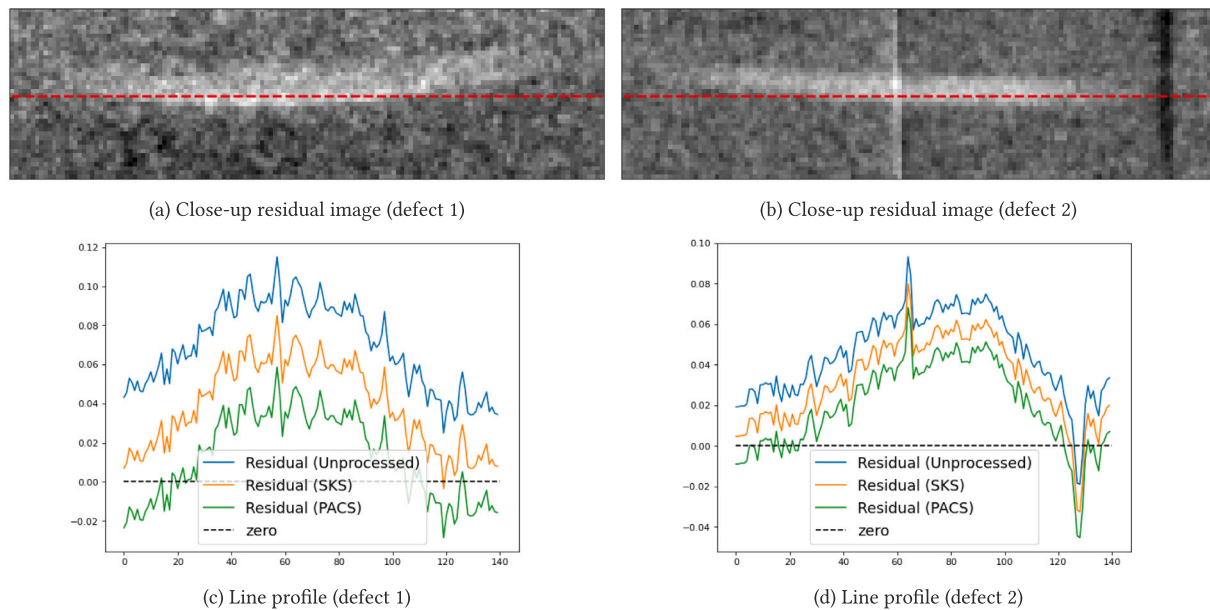 (a) Close-up residual image (defect 1)
(b) Close-up residual image (defect 2)
0.12
0.10
0.08
0.06
0.04
0.02
0.00
−0.02
0 20 40 60 80 100 120 140
Residual (Unprocessed)
Residual (SKS)
Residual (PACS)
zero
(c) Line profile (defect 1)
0.10
0.08
0.06
0.04
0.02
0.00
−0.02
−0.04
0 20 40 60 80 100 120 140
Residual (Unprocessed)
Residual (SKS)
Residual (PACS)
zero
(d) Line profile (defect 2)